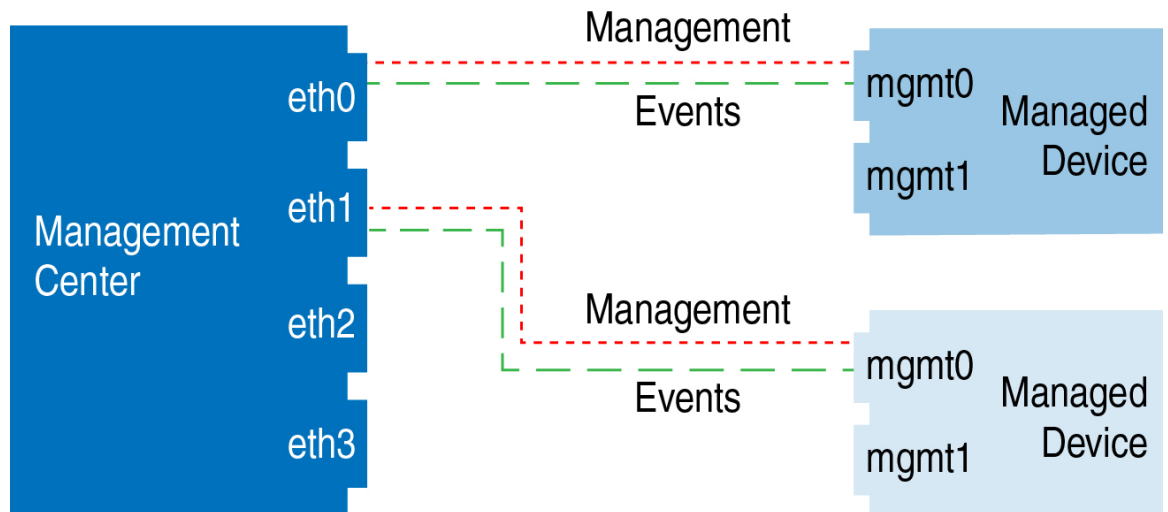 Management
Center
eth0
eth1
eth2
eth3
Management
Events
mgmt0
mgmt1
Managed
Device
Management
Events
mgmt0
mgmt1
Managed
Device